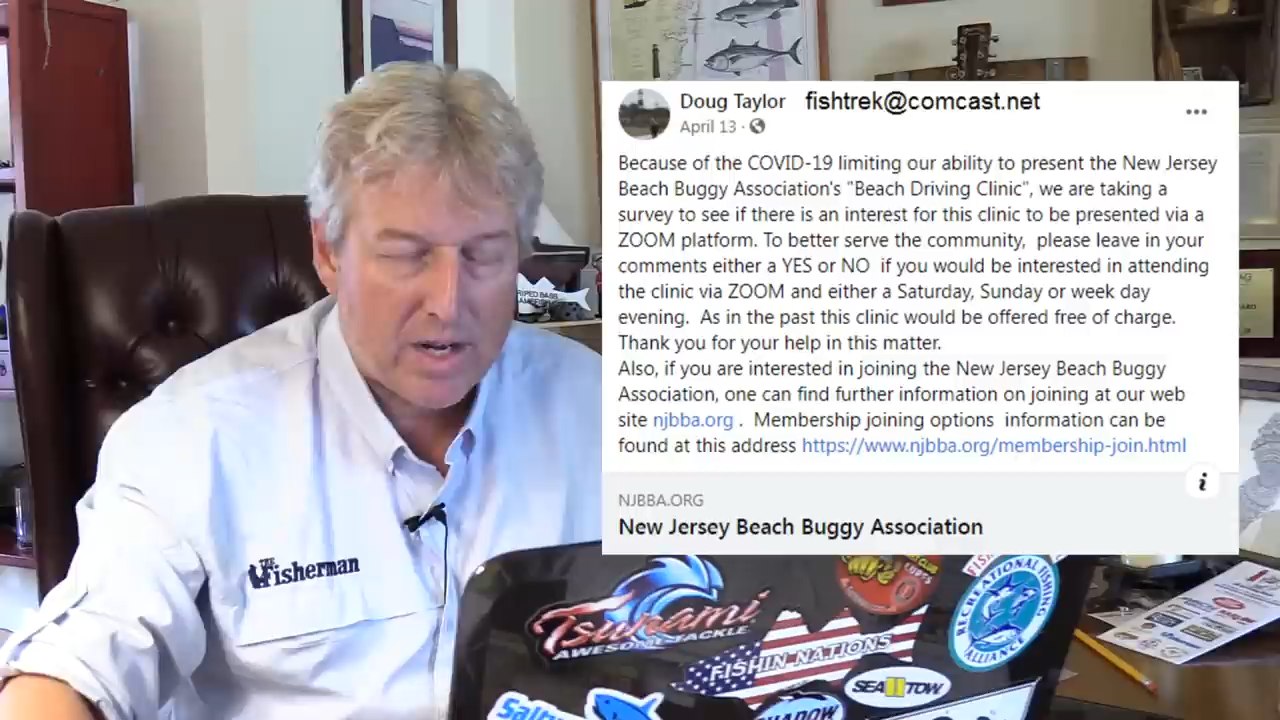 Doug Taylor fishtrek@comcast.net
April 13 ·
Because of the COVID-19 limiting our ability to present the New Jersey
Beach Buggy Association's "Beach Driving Clinic", we are taking a
survey to see if there is an interest for this clinic to be presented via a
ZOOM platform. To better serve the community, please leave in your
comments either a YES or NO if you would be interested in attending
the clinic via ZOOM and either a Saturday, Sunday or week day
evening. As in the past this clinic would be offered free of charge.
Thank you for your help in this matter.
Also, if you are interested in joining the New Jersey Beach Buggy
Association, one can find further information on joining at our web
site njbba.org . Membership joining options information can be
found at this address https://www.njbba.org/membership-join.html
NJBBA.ORG
New Jersey Beach Buggy Association
THE Fisherman
Tsunami
AWESOME TACKLE
FISHIN NATIONS
RECREATIONAL FISHING
ALLIANCE
SEA TOW
SHADOW